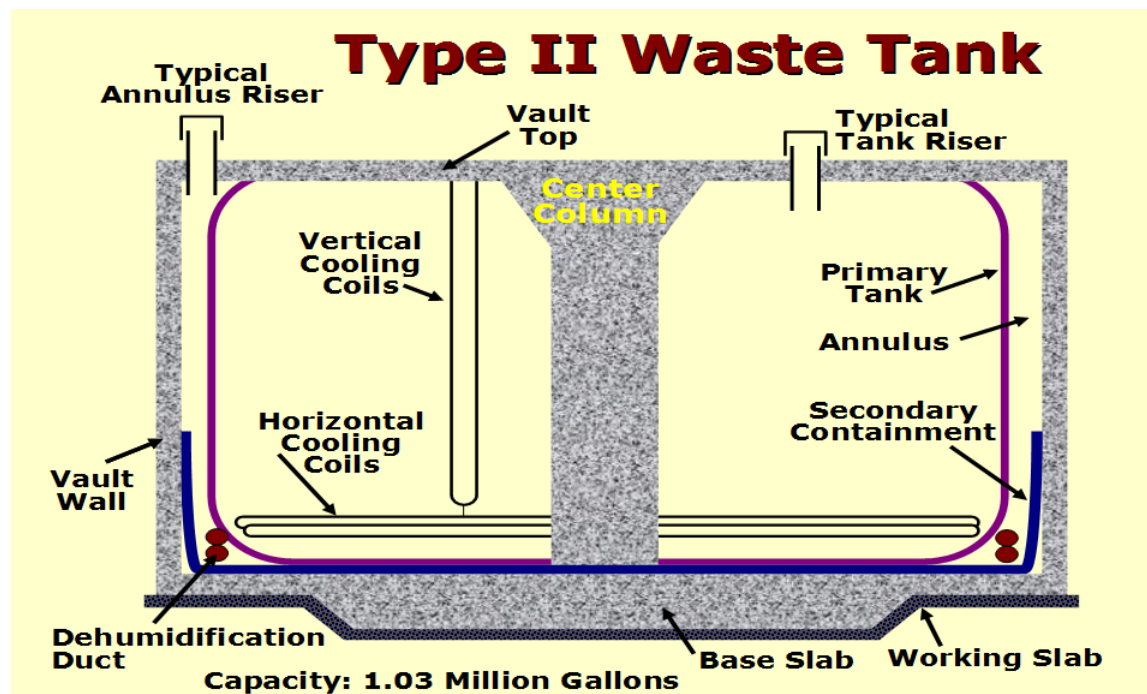 Type II Waste Tank
Typical
Annulus Riser
Vault
Top
Typical
Tank Riser
Center
Column
Vertical
Cooling
Coils
Primary
Tank
Annulus
Horizontal
Cooling
Coils
Secondary
Containment
Vault
Wall
Dehumidification
Duct
Base Slab
Working Slab
Capacity: 1.03 Million Gallons